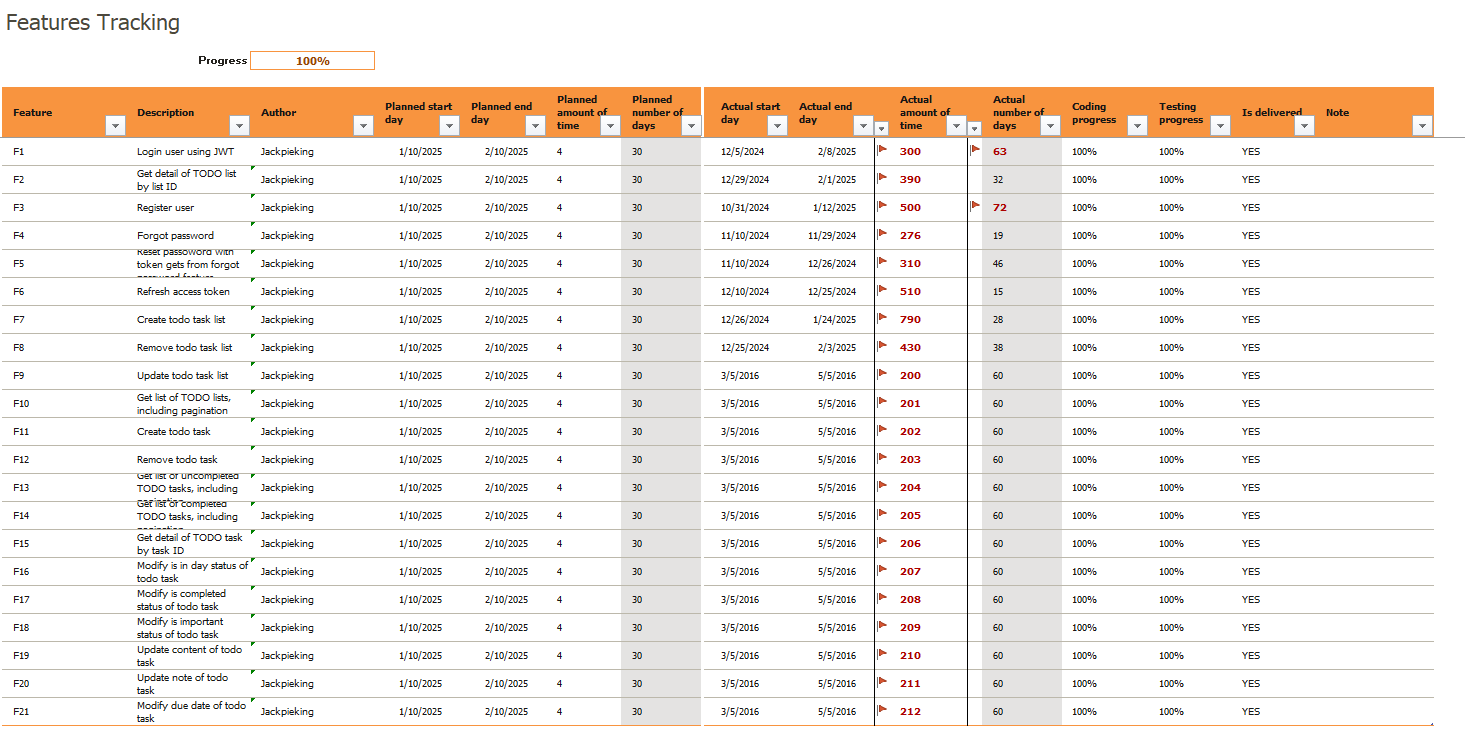 Features Tracking
Progress 100%
Feature Description Author Planned start day Planned end day Planned amount of time Planned number of days Actual start day Actual end day Actual amount of time Actual number of days Coding progress Testing progress Is delivered Note
F1 Login user using JWT Jackpieking 1/10/2025 2/10/2025 4 30 12/5/2024 2/8/2025 300 63 100% 100% YES
F2 Get detail of TODO list by list ID Jackpieking 1/10/2025 2/10/2025 4 30 12/29/2024 2/1/2025 390 32 100% 100% YES
F3 Register user Jackpieking 1/10/2025 2/10/2025 4 30 10/31/2024 1/12/2025 500 72 100% 100% YES
F4 Forgot password Jackpieking 1/10/2025 2/10/2025 4 30 11/10/2024 11/29/2024 276 19 100% 100% YES
F5 Reset passoword with token gets from forgot Jackpieking 1/10/2025 2/10/2025 4 30 11/10/2024 12/26/2024 310 46 100% 100% YES
F6 Refresh access token Jackpieking 1/10/2025 2/10/2025 4 30 12/10/2024 12/25/2024 510 15 100% 100% YES
F7 Create todo task list Jackpieking 1/10/2025 2/10/2025 4 30 12/26/2024 1/24/2025 790 28 100% 100% YES
F8 Remove todo task list Jackpieking 1/10/2025 2/10/2025 4 30 12/25/2024 2/3/2025 430 38 100% 100% YES
F9 Update todo task list Jackpieking 1/10/2025 2/10/2025 4 30 3/5/2016 5/5/2016 200 60 100% 100% YES
F10 Get list of TODO lists, including pagination Jackpieking 1/10/2025 2/10/2025 4 30 3/5/2016 5/5/2016 201 60 100% 100% YES
F11 Create todo task Jackpieking 1/10/2025 2/10/2025 4 30 3/5/2016 5/5/2016 202 60 100% 100% YES
F12 Remove todo task Jackpieking 1/10/2025 2/10/2025 4 30 3/5/2016 5/5/2016 203 60 100% 100% YES
F13 Get list of uncompleted TODO tasks, including Jackpieking 1/10/2025 2/10/2025 4 30 3/5/2016 5/5/2016 204 60 100% 100% YES
F14 Get list of completed TODO tasks, including Jackpieking 1/10/2025 2/10/2025 4 30 3/5/2016 5/5/2016 205 60 100% 100% YES
F15 Get detail of TODO task by task ID Jackpieking 1/10/2025 2/10/2025 4 30 3/5/2016 5/5/2016 206 60 100% 100% YES
F16 Modify is in day status of todo task Jackpieking 1/10/2025 2/10/2025 4 30 3/5/2016 5/5/2016 207 60 100% 100% YES
F17 Modify is completed status of todo task Jackpieking 1/10/2025 2/10/2025 4 30 3/5/2016 5/5/2016 208 60 100% 100% YES
F18 Modify is important status of todo task Jackpieking 1/10/2025 2/10/2025 4 30 3/5/2016 5/5/2016 209 60 100% 100% YES
F19 Update content of todo task Jackpieking 1/10/2025 2/10/2025 4 30 3/5/2016 5/5/2016 210 60 100% 100% YES
F20 Update note of todo task Jackpieking 1/10/2025 2/10/2025 4 30 3/5/2016 5/5/2016 211 60 100% 100% YES
F21 Modify due date of todo task Jackpieking 1/10/2025 2/10/2025 4 30 3/5/2016 5/5/2016 212 60 100% 100% YES